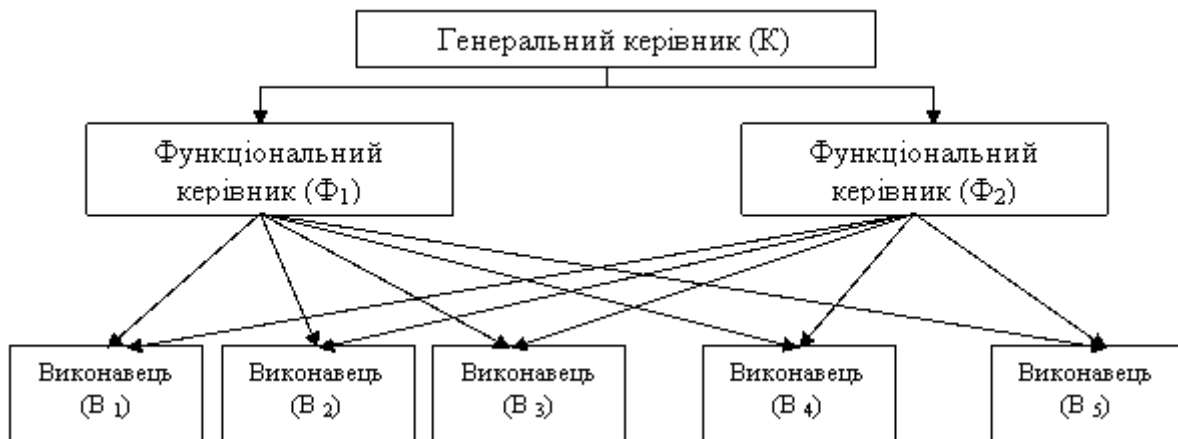 Генеральний керівник (К)
Функціональний
керівник (Ф1)
Функціональний
керівник (Ф2)
Виконавець
(В 1)
Виконавець
(В 2)
Виконавець
(В 3)
Виконавець
(В 4)
Виконавець
(В 5)